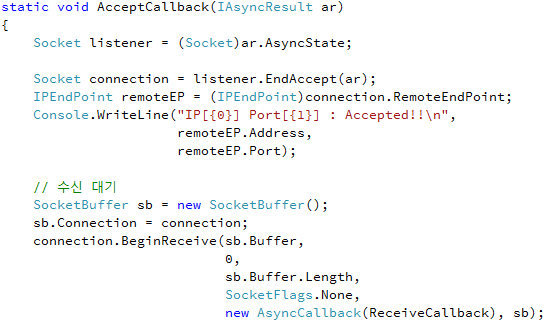 static void AcceptCallback(IAsyncResult ar)
{
    Socket listener = (Socket)ar.AsyncState;

    Socket connection = listener.EndAccept(ar);
    IPEndPoint remoteEP = (IPEndPoint)connection.RemoteEndPoint;
    Console.WriteLine("IP[{0}] Port[{1}] : Accepted!!\n",
                      remoteEP.Address,
                      remoteEP.Port);

    // 수신 대기
    SocketBuffer sb = new SocketBuffer();
    sb.Connection = connection;
    connection.BeginReceive(sb.Buffer,
                            0,
                            sb.Buffer.Length,
                            SocketFlags.None,
                            new AsyncCallback(ReceiveCallback), sb);